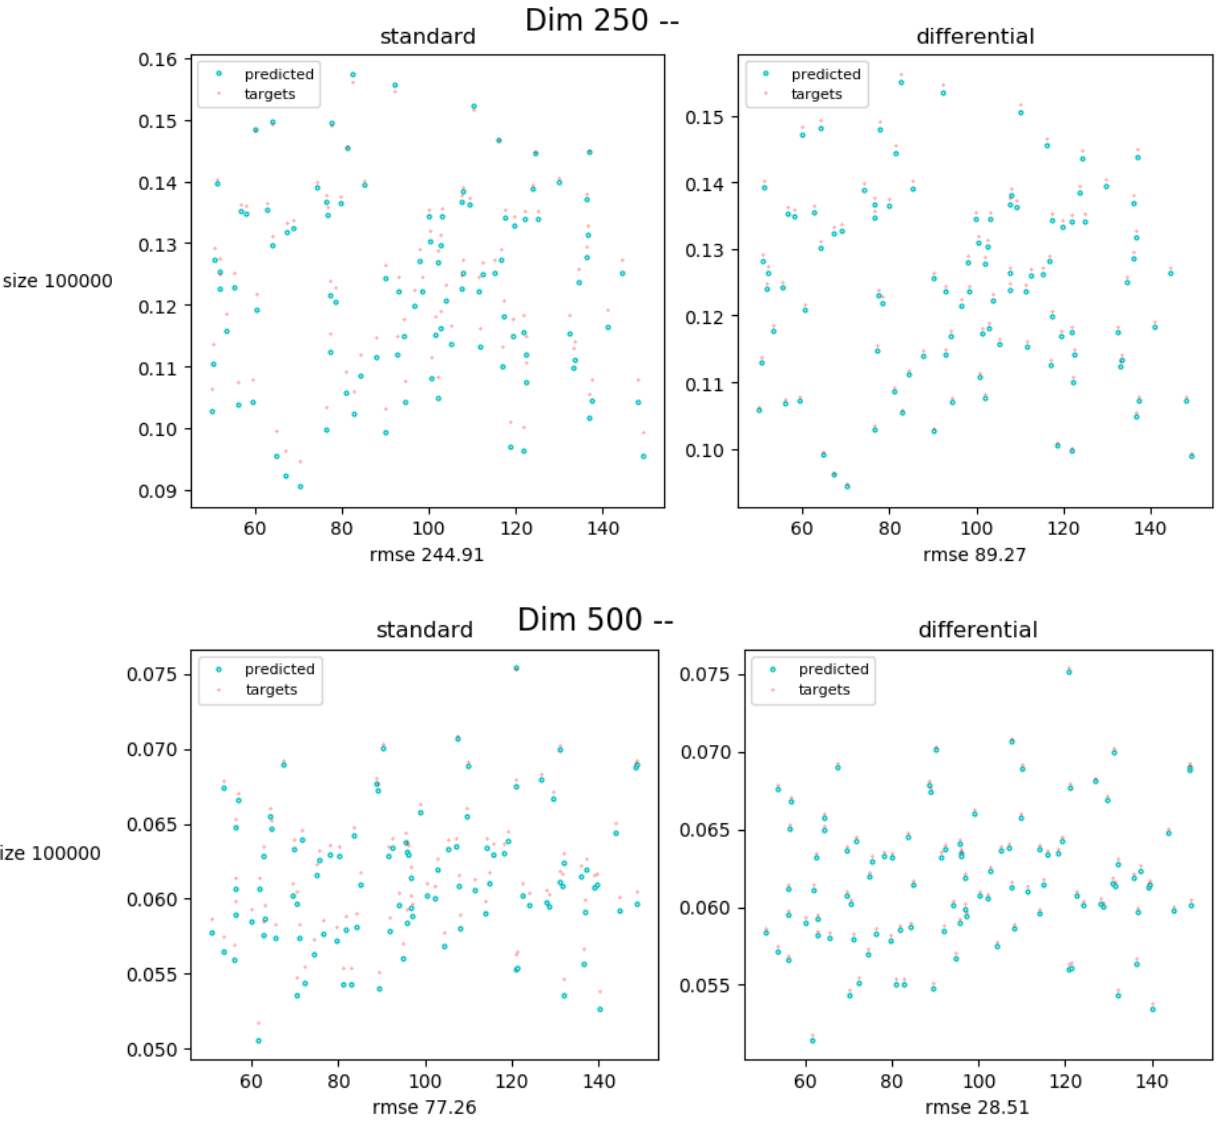 Dim 250 --
standard
differential
predicted
targets
predicted
targets
0.16
0.15
0.14
0.13
0.12
0.11
0.10
0.09
0.15
0.14
0.13
0.12
0.11
0.10
size 100000
60 80 100 120 140
60 80 100 120 140
rmse 244.91
rmse 89.27
Dim 500 --
standard
differential
predicted
targets
predicted
targets
0.075
0.070
0.065
0.060
0.055
0.050
0.075
0.070
0.065
0.060
0.055
ize 100000
60 80 100 120 140
60 80 100 120 140
rmse 77.26
rmse 28.51